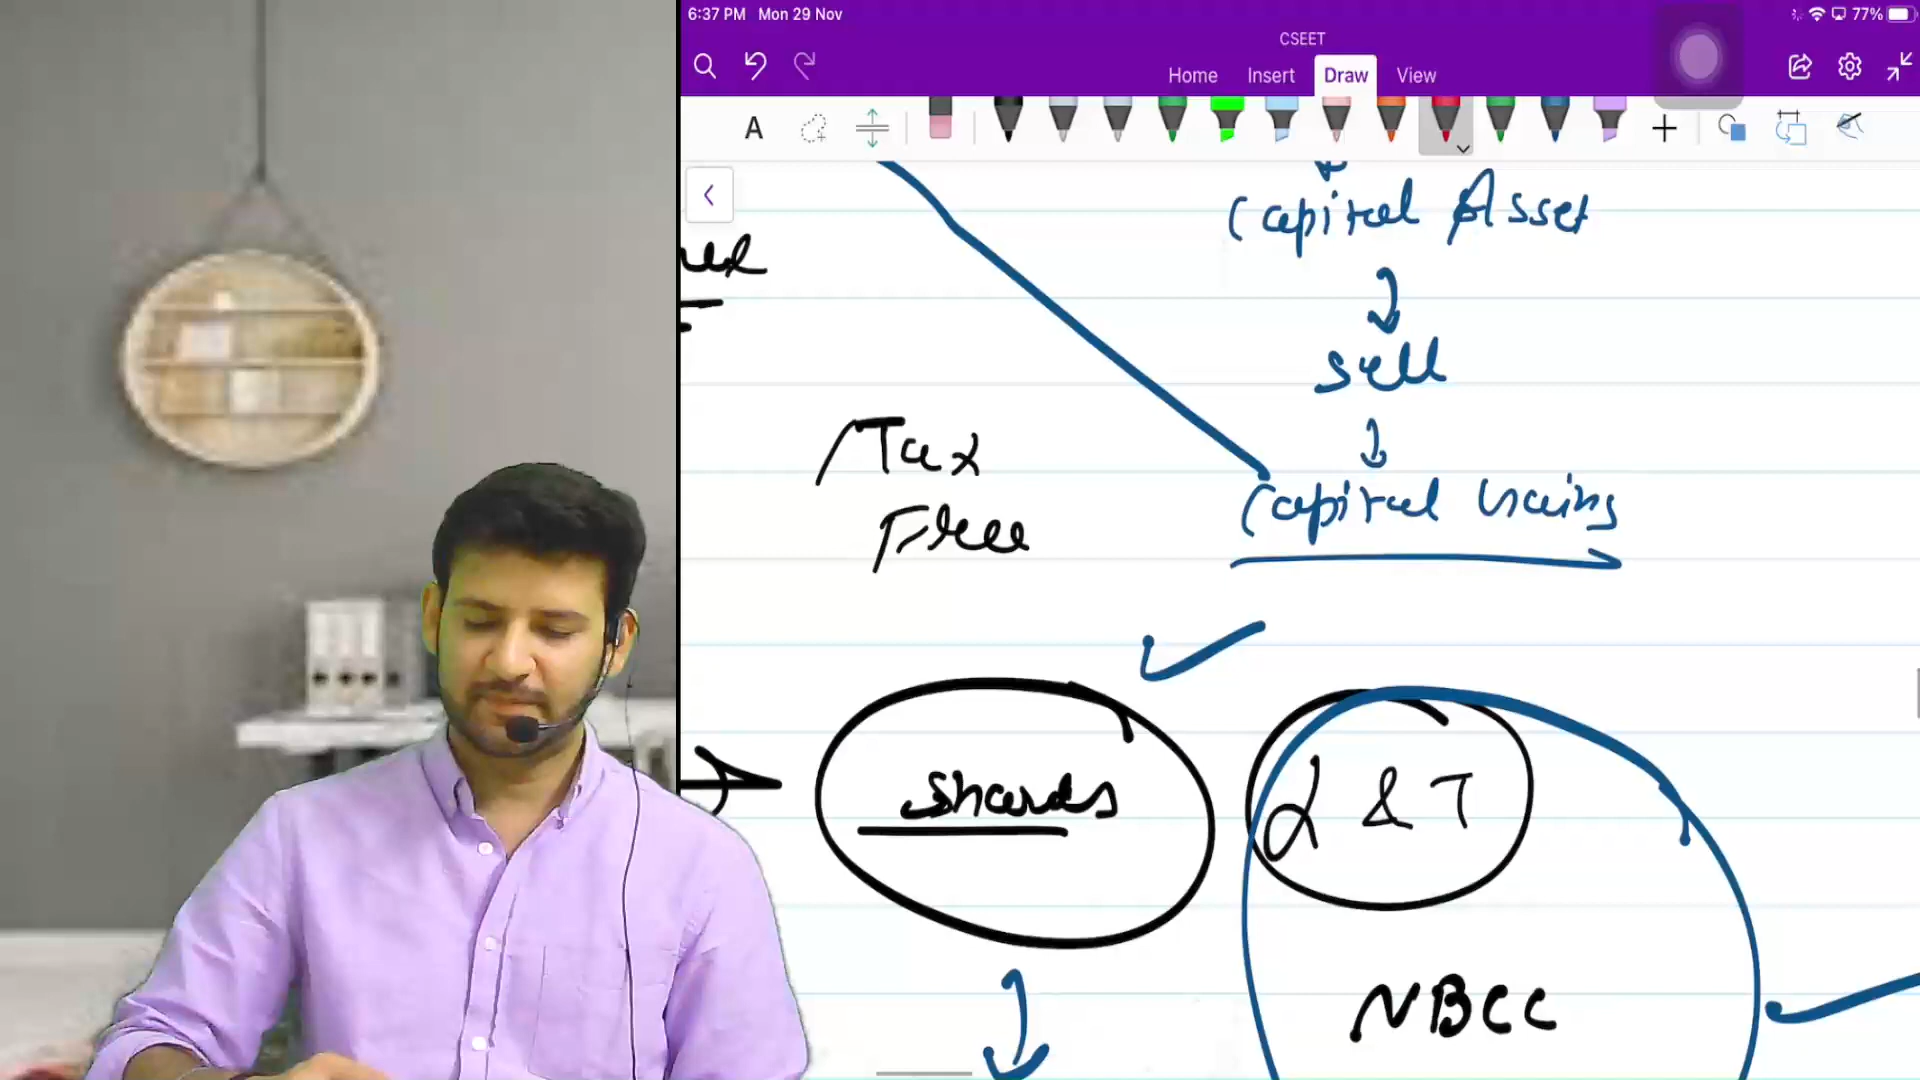 6:37 PM Mon 29 Nov
77%
CSEET
Home Insert Draw View
A
Capital Asset
Sell
Tax
Free
Capital Gains
Shares
L & T
NBCC